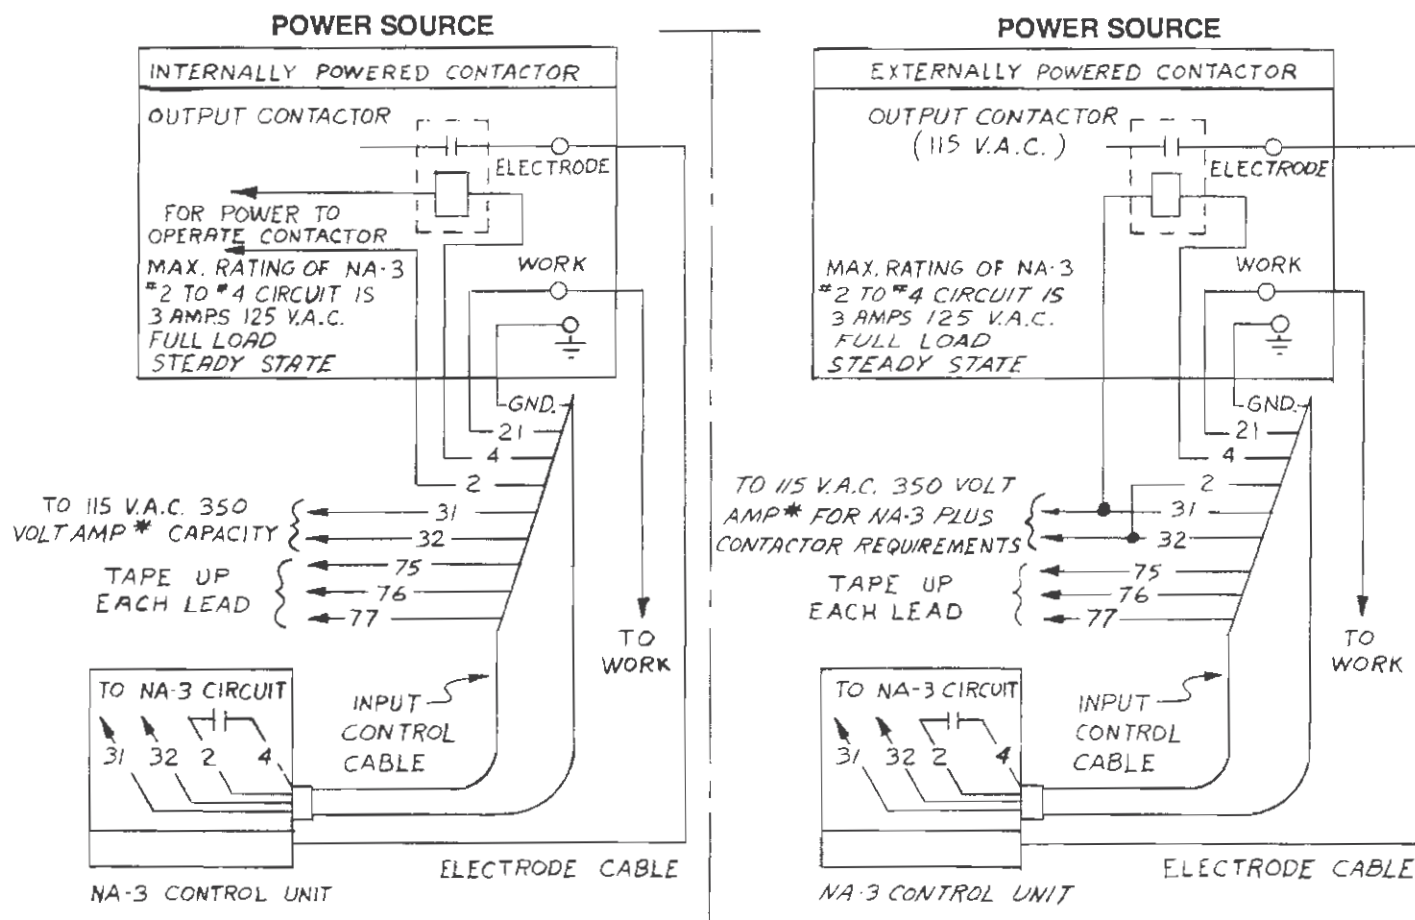 POWER SOURCE
INTERNALLY POWERED CONTACTOR
OUTPUT CONTACTOR
ELECTRODE
FOR POWER TO
OPERATE CONTACTOR
WORK
MAX. RATING OF NA-3
#2 TO #4 CIRCUIT IS
3 AMPS 125 V.A.C.
FULL LOAD
STEADY STATE
GND.
21
4
2
TO 115 V.A.C. 350
VOLT AMP * CAPACITY
31
32
TAPE UP
EACH LEAD
75
76
77
TO
WORK
TO NA-3 CIRCUIT
31 32 2 4
INPUT
CONTROL
CABLE
ELECTRODE CABLE
NA-3 CONTROL UNIT
POWER SOURCE
EXTERNALLY POWERED CONTACTOR
OUTPUT CONTACTOR
(115 V.A.C.)
ELECTRODE
WORK
MAX. RATING OF NA-3
#2 TO #4 CIRCUIT IS
3 AMPS 125 V.A.C.
FULL LOAD
STEADY STATE
GND.
21
4
2
TO 115 V.A.C. 350 VOLT
AMP * FOR NA-3 PLUS
CONTACTOR REQUIREMENTS
31
32
TAPE UP
EACH LEAD
75
76
77
TO
WORK
TO NA-3 CIRCUIT
31 32 2 4
INPUT
CONTROL
CABLE
ELECTRODE CABLE
NA-3 CONTROL UNIT